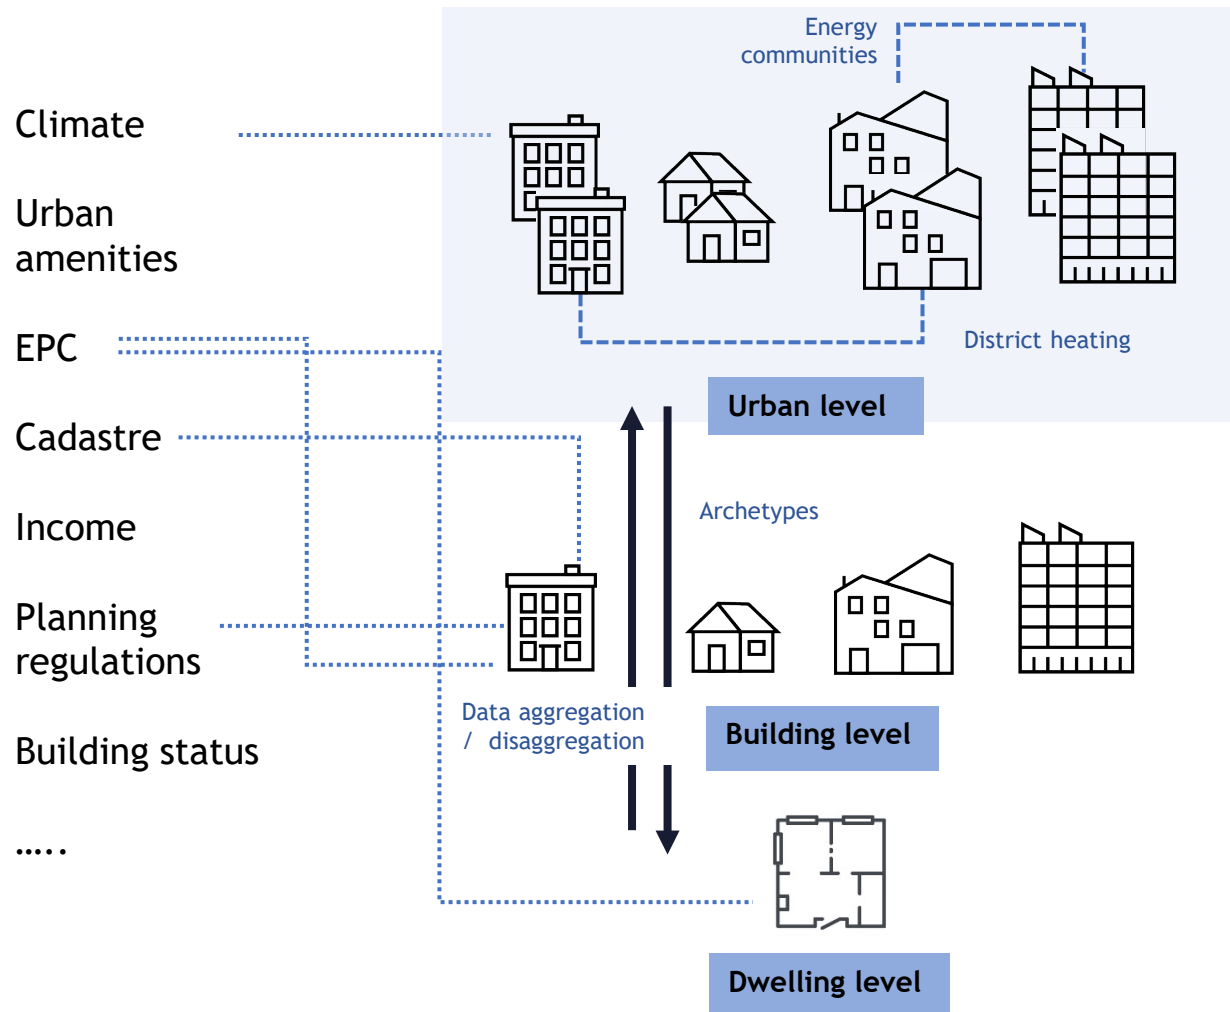 Energy
communities
Climate
Urban
amenities
EPC
District heating
Urban level
Cadastre
Archetypes
Income
Planning
regulations
Data aggregation
/ disaggregation
Building level
Building status
.....
Dwelling level